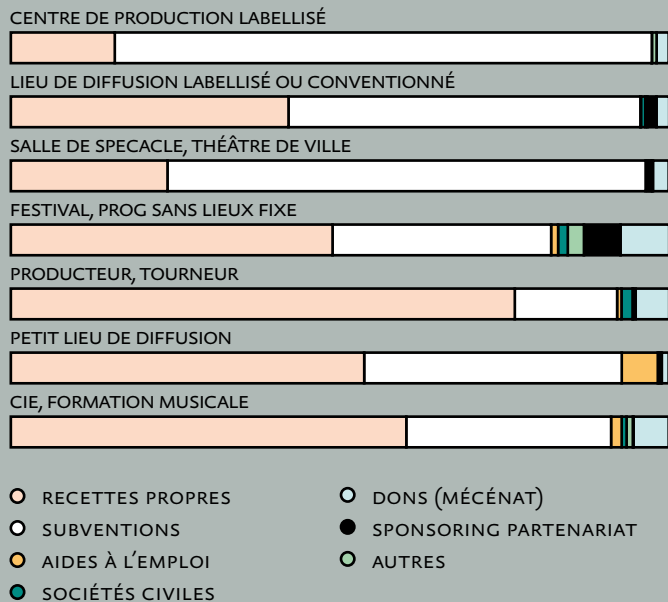 CENTRE DE PRODUCTION LABELLISÉ
LIEU DE DIFFUSION LABELLISÉ OU CONVENTIONNÉ
SALLE DE SPECACLE, THÉÂTRE DE VILLE
FESTIVAL, PROG SANS LIEUX FIXE
PRODUCTEUR, TOURNEUR
PETIT LIEU DE DIFFUSION
CIE, FORMATION MUSICALE
RECETTES PROPRES
SUBVENTIONS
AIDES À L'EMPLOI
SOCIÉTÉS CIVILES
DONS (MÉCÉNAT)
SPONSORING PARTENARIAT
AUTRES